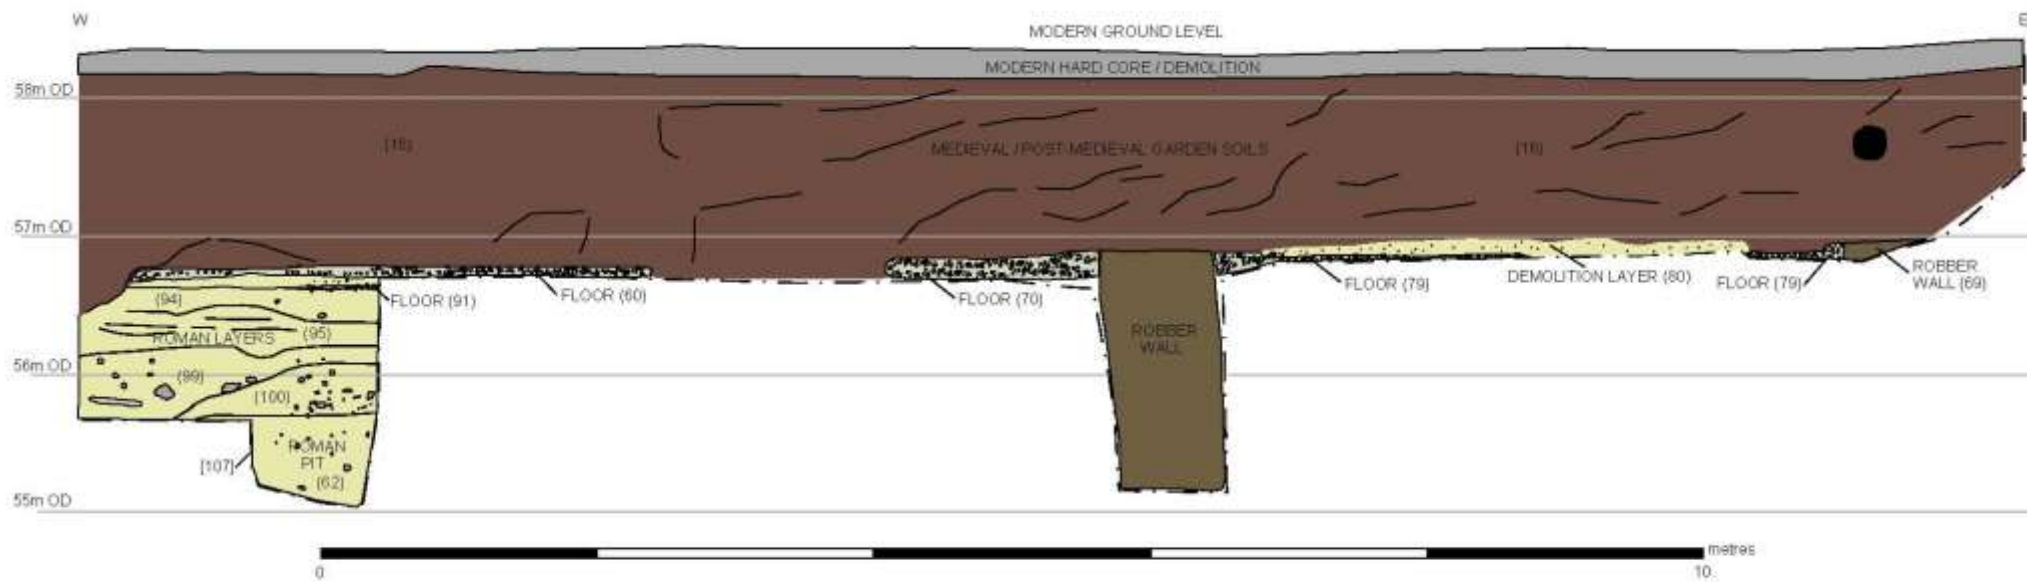 W
E
MODERN GROUND LEVEL
MODERN HARD CORE / DEMOLITION
58m OD
(16)
MEDIEVAL / POST-MEDIEVAL GARDEN SOILS
(16)
57m OD
(94)
FLOOR (91)
FLOOR (60)
FLOOR (70)
FLOOR (79)
DEMOLITION LAYER (80)
FLOOR (79)
ROBBER
WALL (69)
ROMAN LAYERS
(95)
ROBBER
WALL
56m OD
(99)
(100)
ROMAN
PIT
[107]
(62)
55m OD
metres
0
10